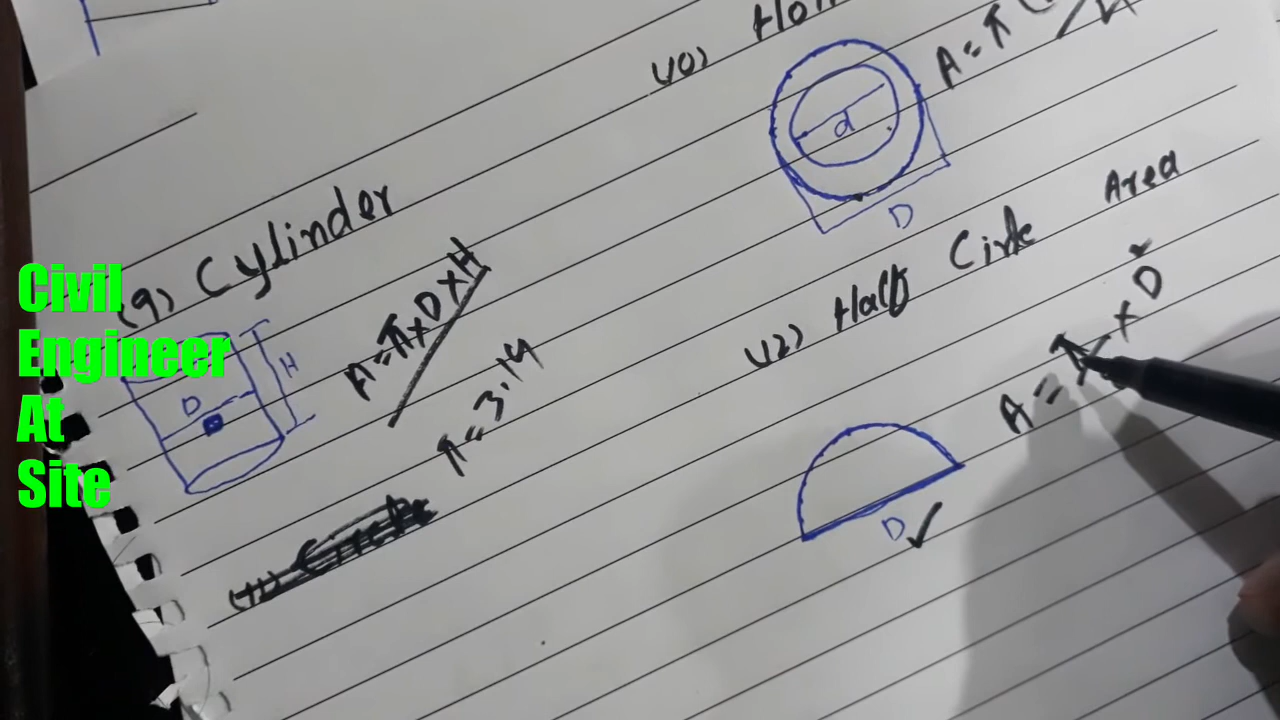 (10)
A = π
d
D
(9) Cylinder
D
H
A = π × D × H
π = 3.14
(12) Half Circle Area
A = π × D
D ✓
Civil
Engineer
At
Site